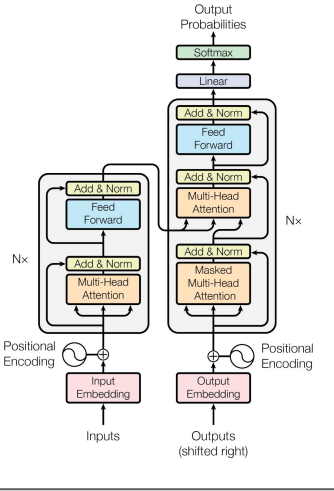 Output
Probabilities
Softmax
Linear
Add & Norm
Feed
Forward
Add & Norm
Multi-Head
Attention
Add & Norm
Masked
Multi-Head
Attention
N×
Add & Norm
Feed
Forward
Add & Norm
Multi-Head
Attention
N×
Positional
Encoding
Input
Embedding
Inputs
Positional
Encoding
Output
Embedding
Outputs
(shifted right)